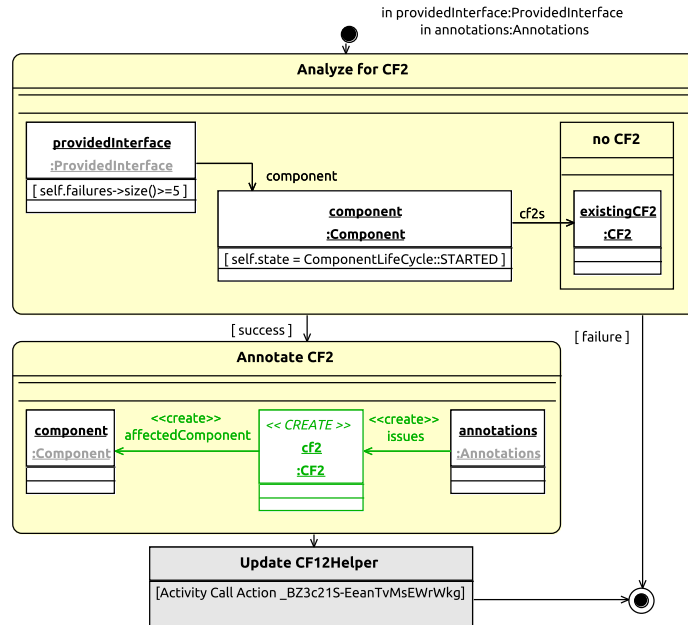 in providedInterface:ProvidedInterface
in annotations:Annotations
Analyze for CF2
providedInterface
:ProvidedInterface
[ self.failures->size()>=5 ]
component
component
:Component
[ self.state = ComponentLifeCycle::STARTED ]
cf2s
no CF2
existingCF2
:CF2
[ success ]
[ failure ]
Annotate CF2
component
:Component
<<create>>
affectedComponent
<< CREATE >>
cf2
:CF2
<<create>>
issues
annotations
:Annotations
Update CF12Helper
[Activity Call Action _BZ3c21S-EeanTvMsEWrWkg]